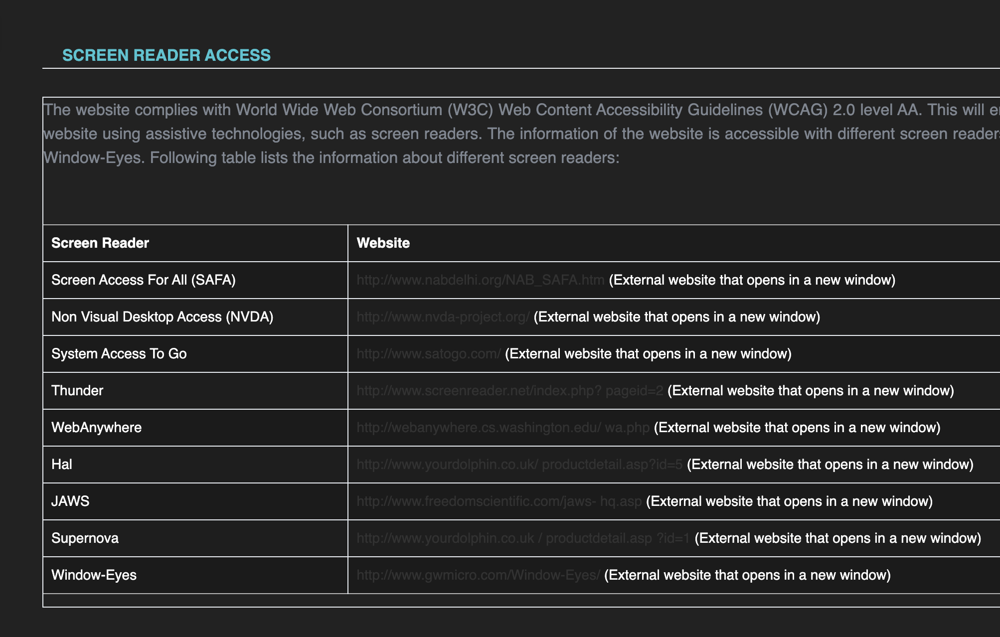 SCREEN READER ACCESS
The website complies with World Wide Web Consortium (W3C) Web Content Accessibility Guidelines (WCAG) 2.0 level AA. This will
website using assistive technologies, such as screen readers. The information of the website is accessible with different screen
Window-Eyes. Following table lists the information about different screen readers:
Screen Reader Website
Screen Access For All (SAFA) http://www.nabdelhi.org/NAB_SAFA.htm (External website that opens in a new window)
Non Visual Desktop Access (NVDA) http://www.nvda-project.org/ (External website that opens in a new window)
System Access To Go http://www.satogo.com/ (External website that opens in a new window)
Thunder http://www.screenreader.net/index.php? pageid=2 (External website that opens in a new window)
WebAnywhere http://webanywhere.cs.washington.edu/ wa.php (External website that opens in a new window)
Hal http://www.yourdolphin.co.uk/ productdetail.asp?id=5 (External website that opens in a new window)
JAWS http://www.freedomscientific.com/jaws- hq.asp (External website that opens in a new window)
Supernova http://www.yourdolphin.co.uk / productdetail.asp ?id=1 (External website that opens in a new window)
Window-Eyes http://www.gwmicro.com/Window-Eyes/ (External website that opens in a new window)